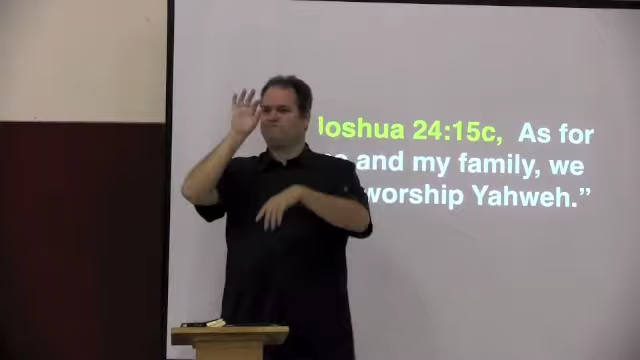 Joshua 24:15c, As for
and my family, we
worship Yahweh.”